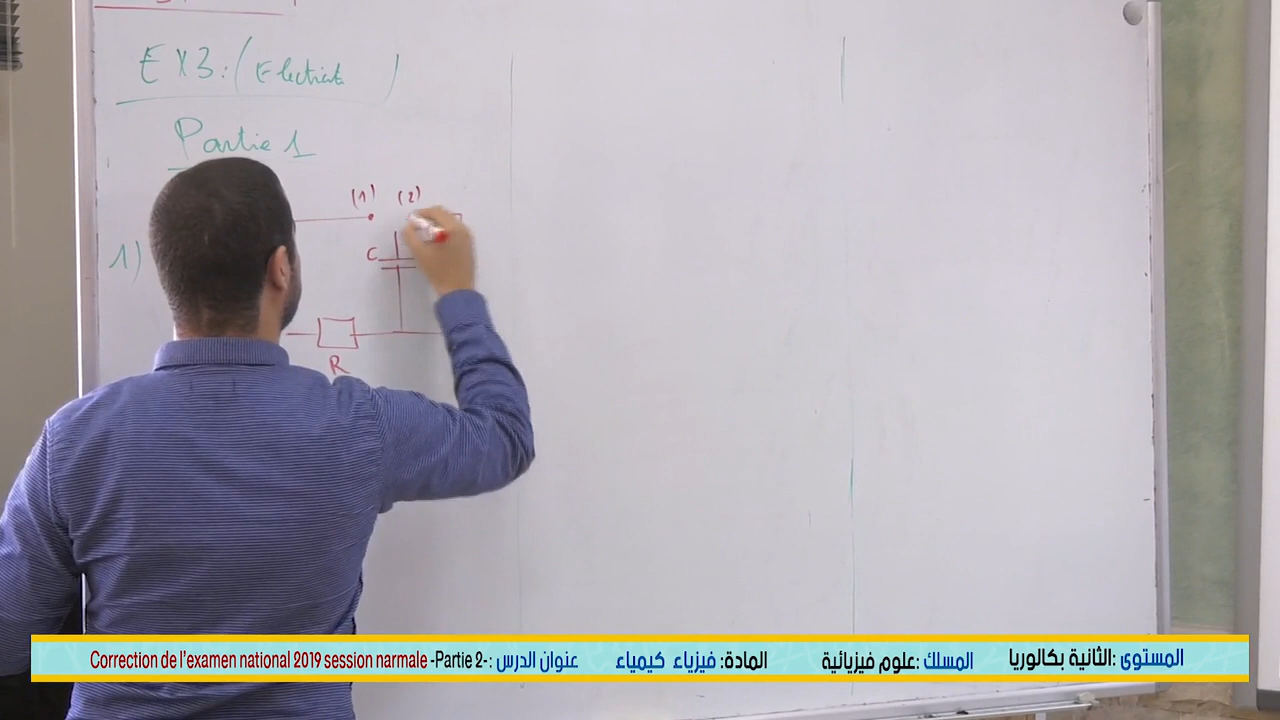 EX3: (Electricité)
Partie 1
(1) (2)
1)
C
R
المستوى :الثانية بكالوريا المسلك :علوم فيزيائية المادة: فيزياء كيمياء عنوان الدرس :Correction de l'examen national 2019 session narmale -Partie 2-